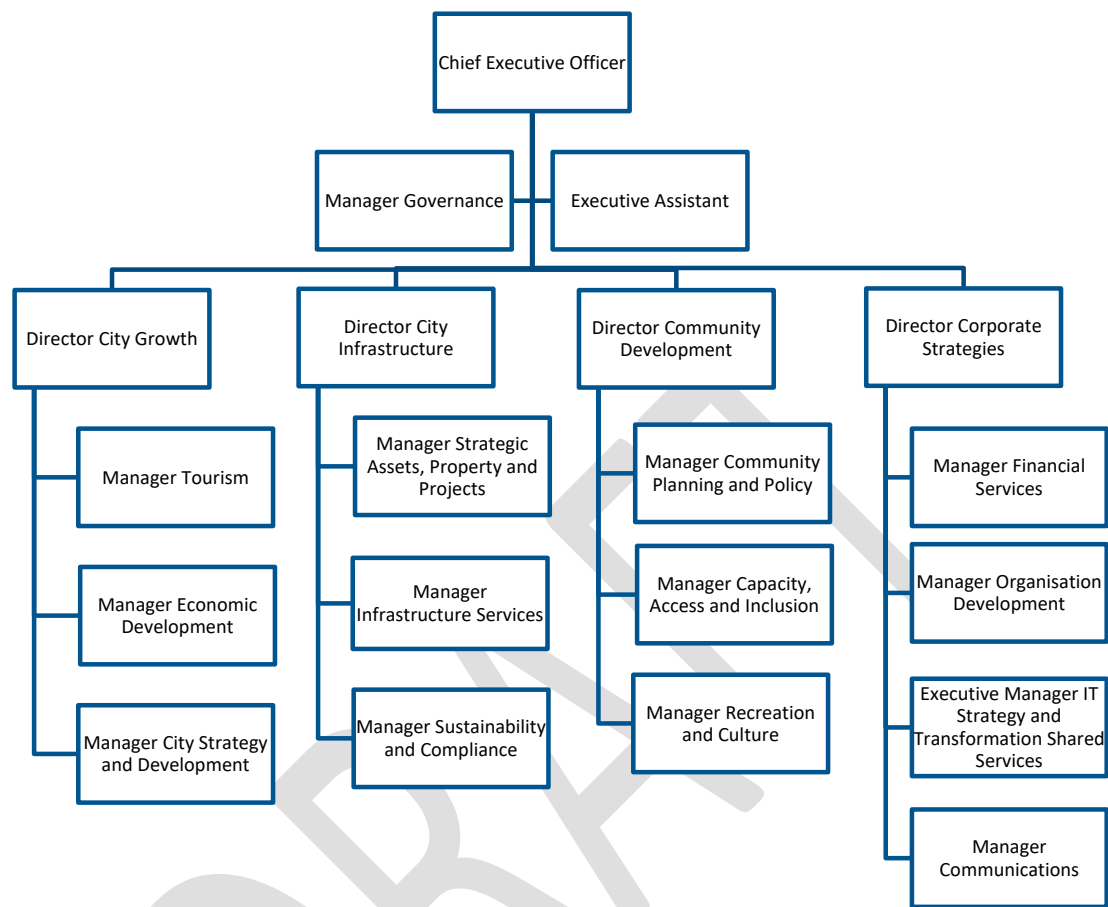 Chief Executive Officer
Manager Governance
Executive Assistant
Director City Growth
Director City
Infrastructure
Director Community
Development
Director Corporate
Strategies
Manager Tourism
Manager Economic
Development
Manager City Strategy
and Development
Manager Strategic
Assets, Property and
Projects
Manager
Infrastructure Services
Manager Sustainability
and Compliance
Manager Community
Planning and Policy
Manager Capacity,
Access and Inclusion
Manager Recreation
and Culture
Manager Financial
Services
Manager Organisation
Development
Executive Manager IT
Strategy and
Transformation Shared
Services
Manager
Communications
DRAFT